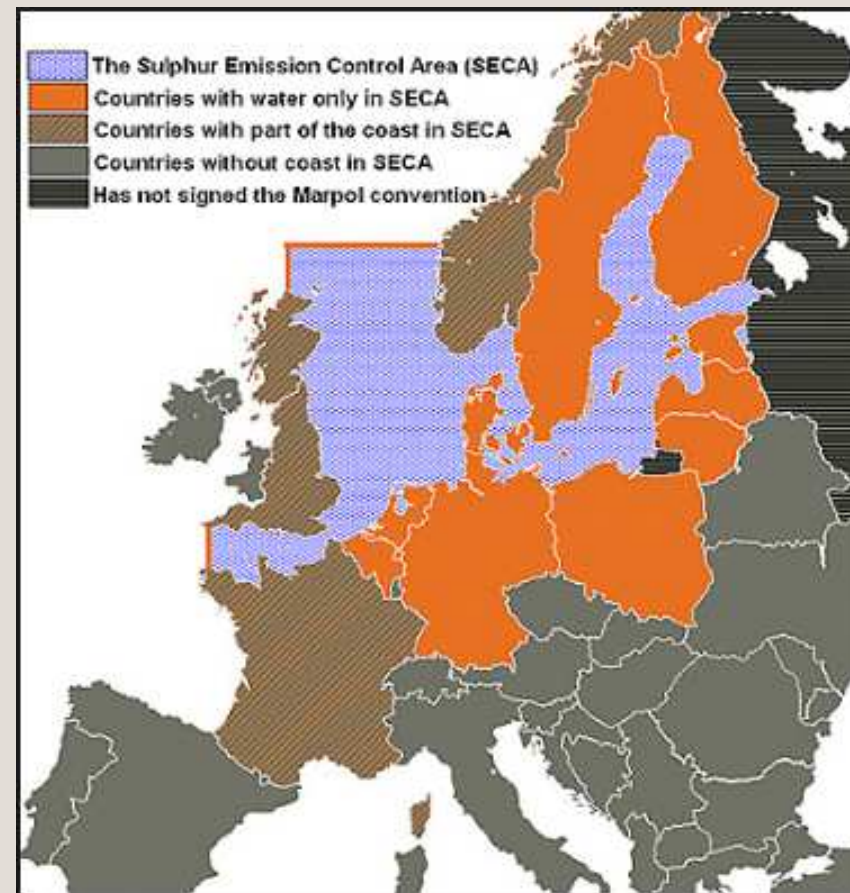 The Sulphur Emission Control Area (SECA)
Countries with water only in SECA
Countries with part of the coast in SECA
Countries without coast in SECA
Has not signed the Marpol convention